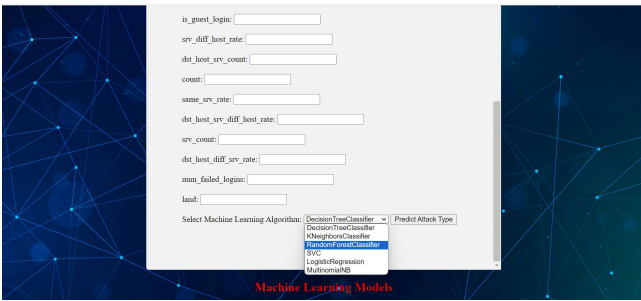 is_guest_login:
srv_diff_host_rate:
dst_host_srv_count:
count:
same_srv_rate:
dst_host_srv_diff_host_rate:
srv_count:
dst_host_diff_srv_rate:
num_failed_logins:
land:
Select Machine Learning Algorithm: DecisionTreeClassifier Predict Attack Type
DecisionTreeClassifier
KNeighborsClassifier
RandomForestClassifier
SVC
LogisticRegression
MultinomialNB
Machine Learning Models